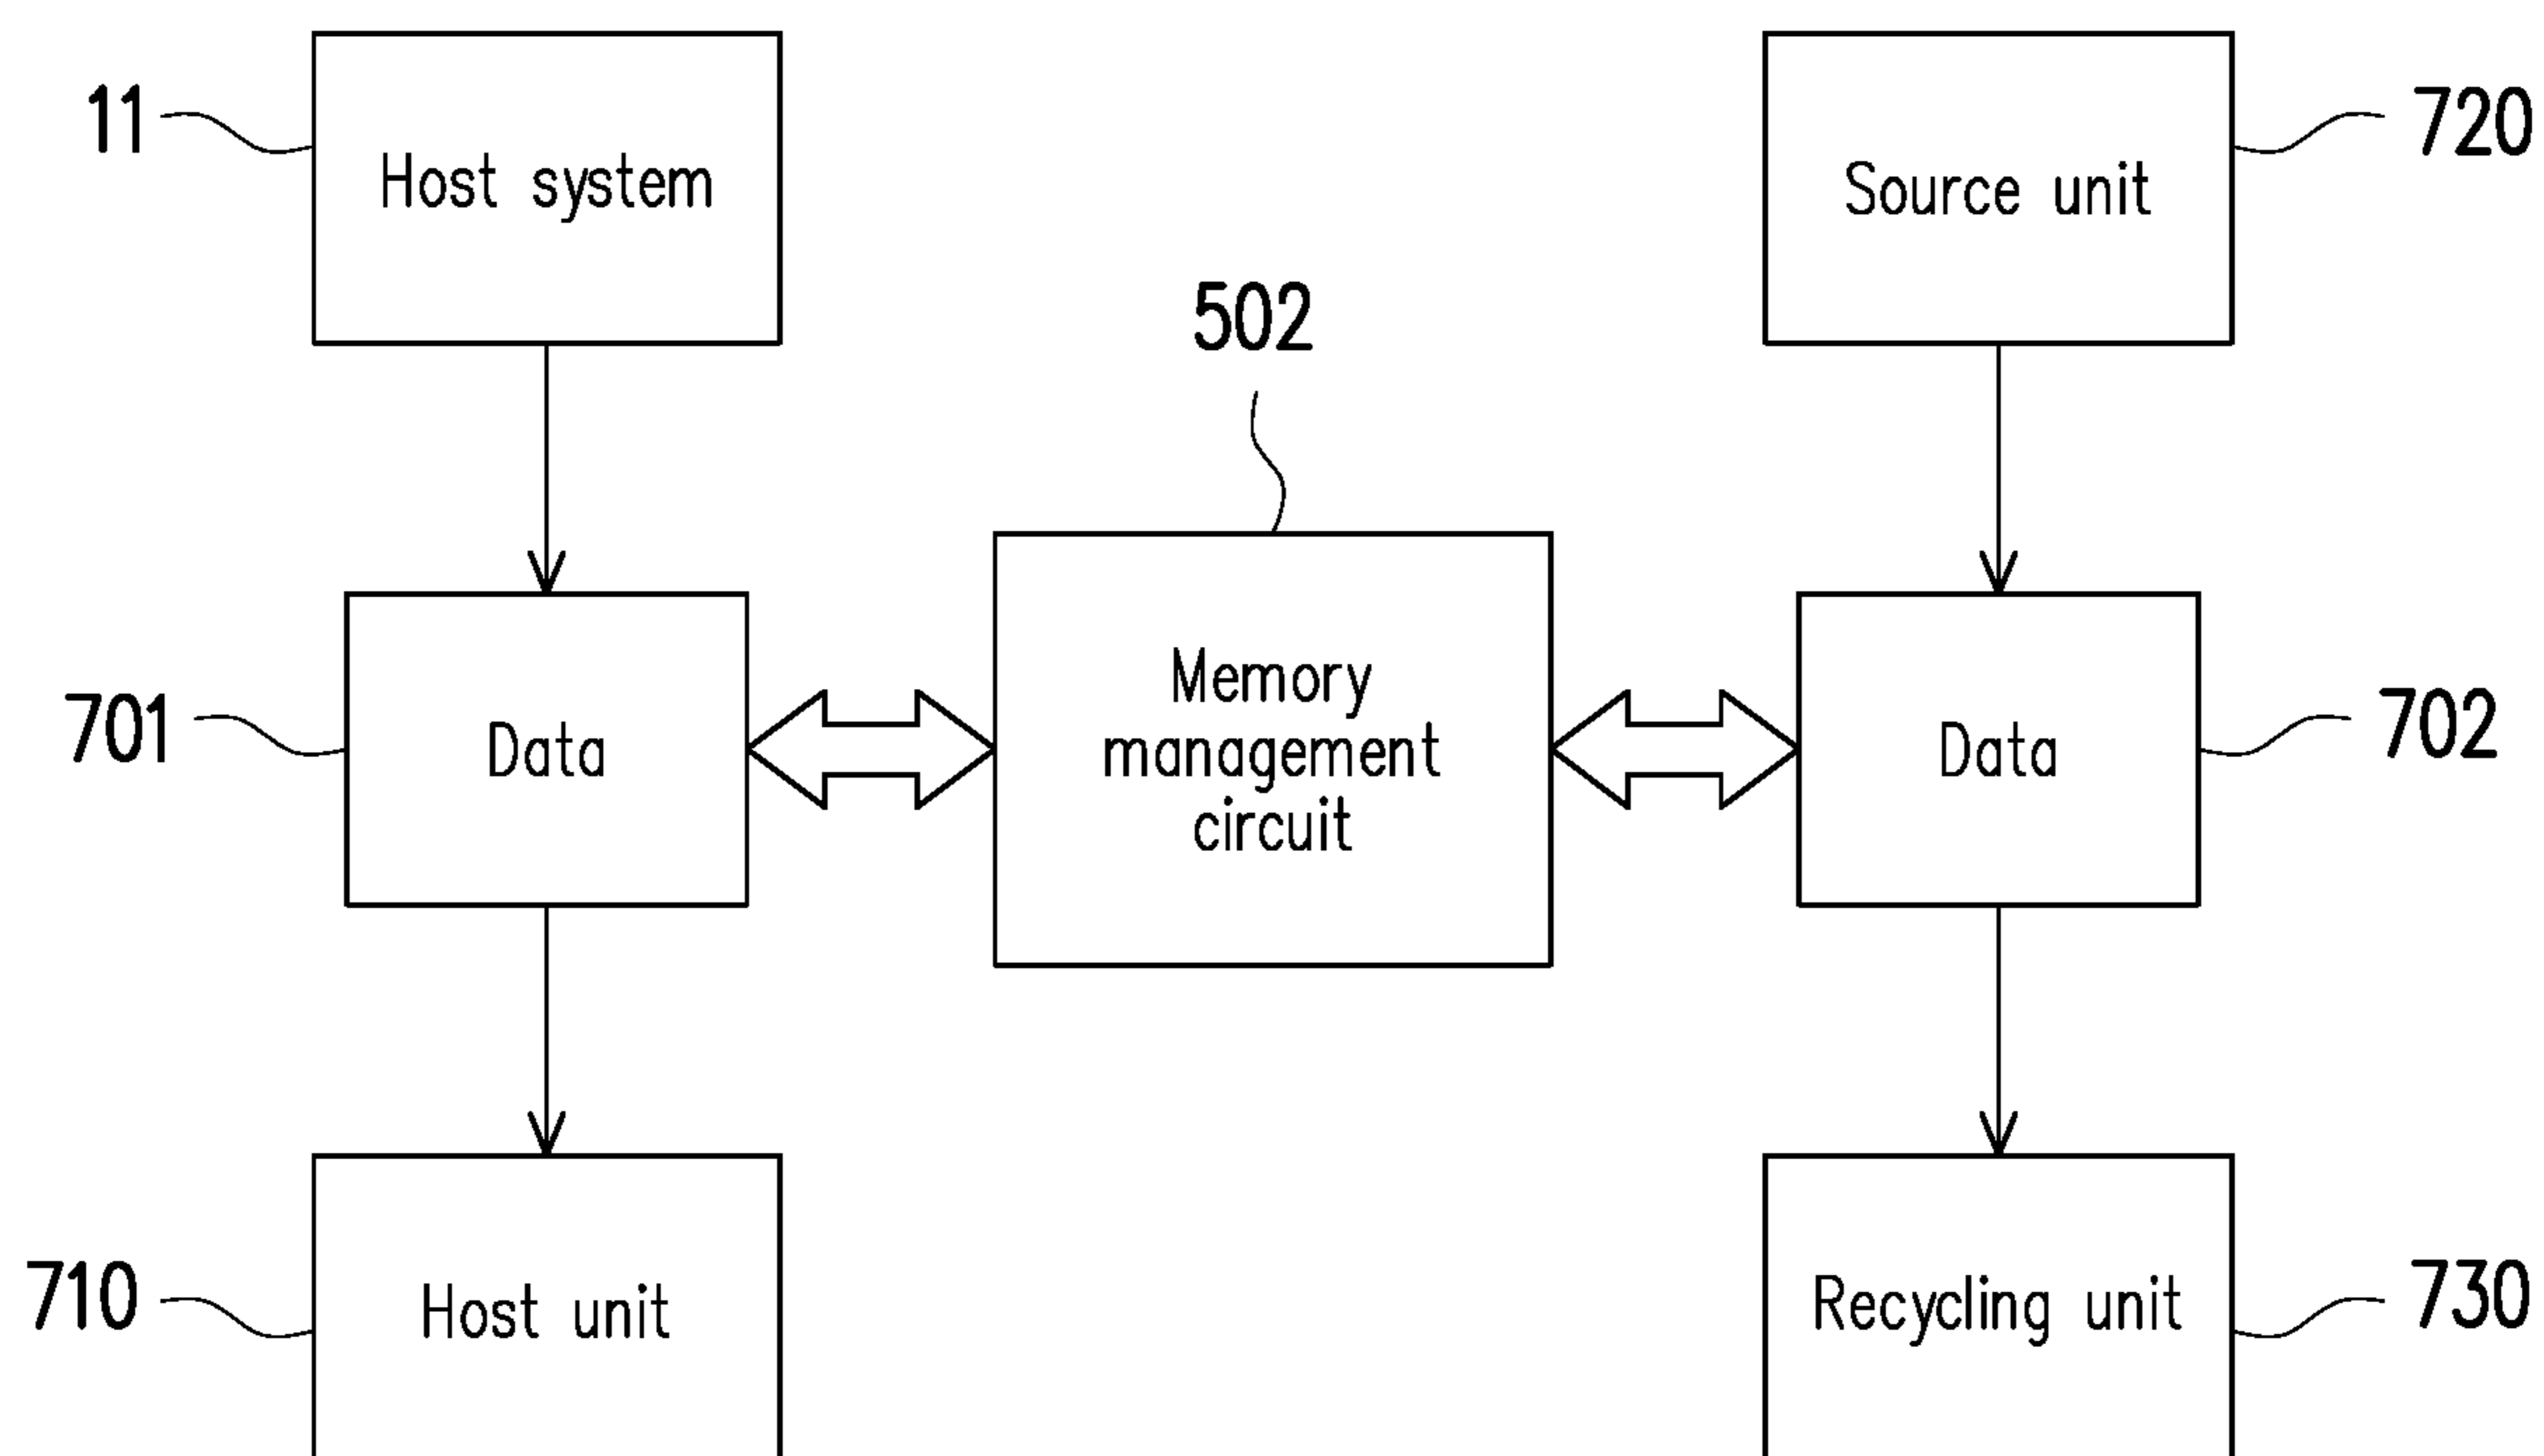 11
Host system
720
Source unit
502
701
Data
Memory
management
circuit
702
Data
710
Host unit
730
Recycling unit